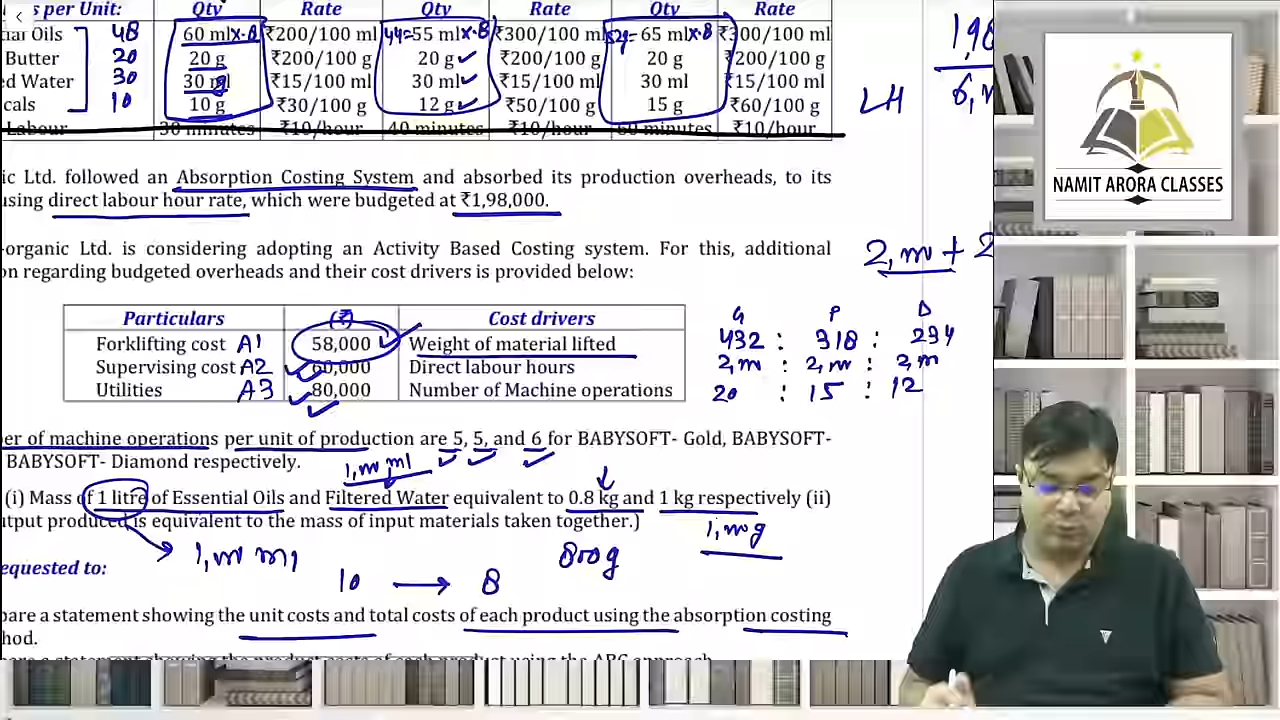 s per Unit: Qty Rate Qty Rate Qty Rate
ial Oils 48 60 ml x.8 ₹200/100 ml 44= 55 ml x.8 ₹300/100 ml 52g= 65 ml x.8 ₹300/100 ml
Butter 20 20 g ₹200/100 g 20 g ₹200/100 g 20 g ₹200/100 g
ed Water 30 30 ml g ₹15/100 ml 30 ml ₹15/100 ml 30 ml ₹15/100 ml
cals 10 10 g ₹30/100 g 12 g ₹50/100 g 15 g ₹60/100 g
Labour 30 minutes ₹10/hour 40 minutes ₹10/hour 60 minutes ₹10/hour
1,98
LH
NAMIT ARORA CLASSES
ic Ltd. followed an Absorption Costing System and absorbed its production overheads, to its
using direct labour hour rate, which were budgeted at ₹1,98,000.
-organic Ltd. is considering adopting an Activity Based Costing system. For this, additional
on regarding budgeted overheads and their cost drivers is provided below:
Particulars (₹) Cost drivers
Forklifting cost A1 58,000 Weight of material lifted
Supervising cost A2 60,000 Direct labour hours
Utilities A3 80,000 Number of Machine operations
G P D
432 : 318 : 234
20 : 15 : 12
er of machine operations per unit of production are 5, 5, and 6 for BABYSOFT- Gold, BABYSOFT-
BABYSOFT- Diamond respectively.
(i) Mass of 1 litre of Essential Oils and Filtered Water equivalent to 0.8 kg and 1 kg respectively (ii)
utput produced is equivalent to the mass of input materials taken together.)
800g
10 → 8
equested to:
pare a statement showing the unit costs and total costs of each product using the absorption costing
hod.